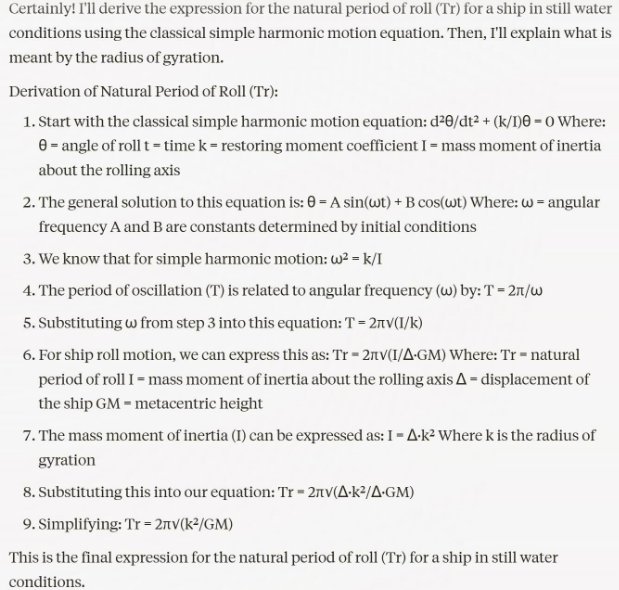 Certainly! I'll derive the expression for the natural period of roll (Tr) for a ship in still water
conditions using the classical simple harmonic motion equation. Then, I'll explain what is
meant by the radius of gyration.
Derivation of Natural Period of Roll (Tr):
1. Start with the classical simple harmonic motion equation: d²θ/dt² + (k/I)θ = 0 Where:
θ = angle of roll t = time k = restoring moment coefficient I = mass moment of inertia
about the rolling axis
2. The general solution to this equation is: θ = A sin(ωt) + B cos(ωt) Where: ω = angular
frequency A and B are constants determined by initial conditions
3. We know that for simple harmonic motion: ω² = k/I
4. The period of oscillation (T) is related to angular frequency (ω) by: T = 2π/ω
5. Substituting ω from step 3 into this equation: T = 2π√(I/k)
6. For ship roll motion, we can express this as: Tr = 2π√(I/Δ·GM) Where: Tr = natural
period of roll I = mass moment of inertia about the rolling axis Δ = displacement of
the ship GM = metacentric height
7. The mass moment of inertia (I) can be expressed as: I = Δ·k² Where k is the radius of
gyration
8. Substituting this into our equation: Tr = 2π√(Δ·k²/Δ·GM)
9. Simplifying: Tr = 2π√(k²/GM)
This is the final expression for the natural period of roll (Tr) for a ship in still water
conditions.